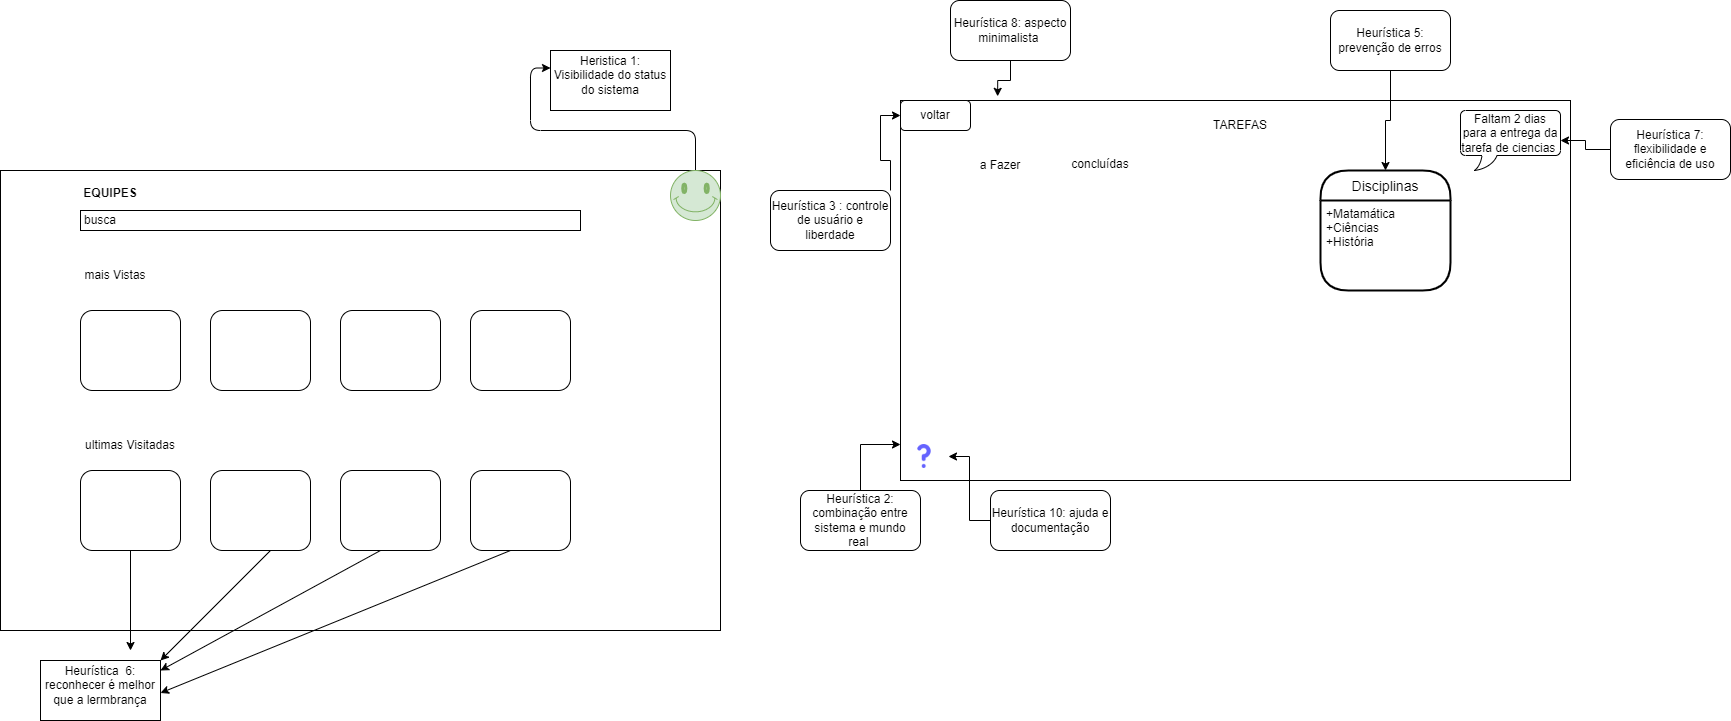 Heristica 1:
Visibilidade do status
do sistema
EQUIPES
busca
mais Vistas
ultimas Visitadas
Heurística  6:
reconhecer é melhor
que a lermbrança
Heurística 8: aspecto
minimalista
Heurística 5:
prevenção de erros
voltar
TAREFAS
Faltam 2 dias
para a entrega da
tarefa de ciencias
Heurística 7:
flexibilidade e
eficiência de uso
a Fazer
concluídas
Disciplinas
+Matamática
+Ciências
+História
Heurística 3 : controle
de usuário e
liberdade
?
Heurística 2:
combinação entre
sistema e mundo
real
Heurística 10: ajuda e
documentação